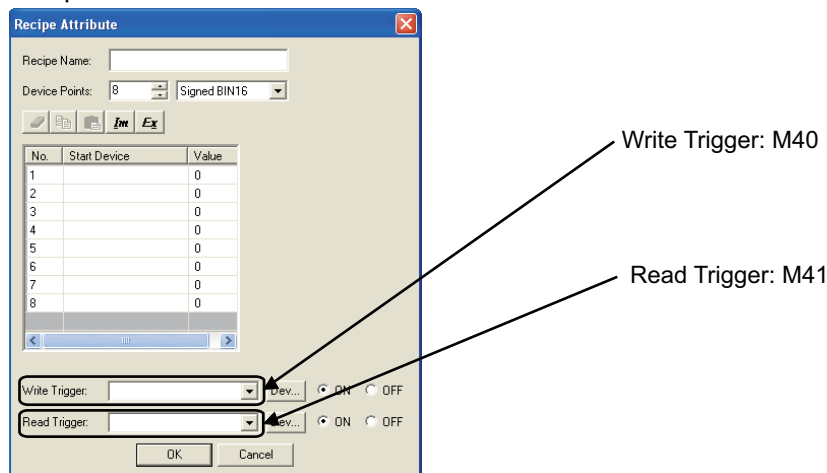 Recipe Attribute
Recipe Name:
Device Points: 8 Signed BIN16
Im Ex
No. Start Device Value
1 0
2 0
3 0
4 0
5 0
6 0
7 0
8 0
Write Trigger: Dev... ON OFF
Read Trigger: Dev... ON OFF
OK Cancel
Write Trigger: M40
Read Trigger: M41